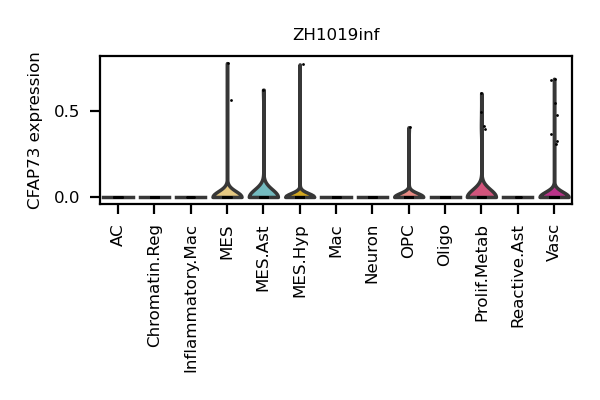 ZH1019inf
CFAP73 expression
0.5
0.0
AC
Chromatin.Reg
Inflammatory.Mac
MES
MES.Ast
MES.Hyp
Mac
Neuron
OPC
Oligo
Prolif.Metab
Reactive.Ast
Vasc